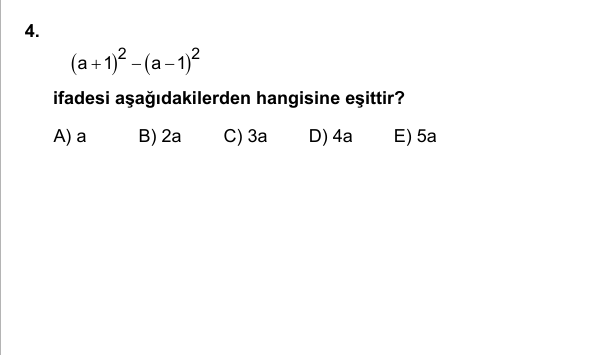 4.
(a+1)² – (a–1)²
ifadesi aşağıdakilerden hangisine eşittir?
A) a B) 2a C) 3a D) 4a E) 5a